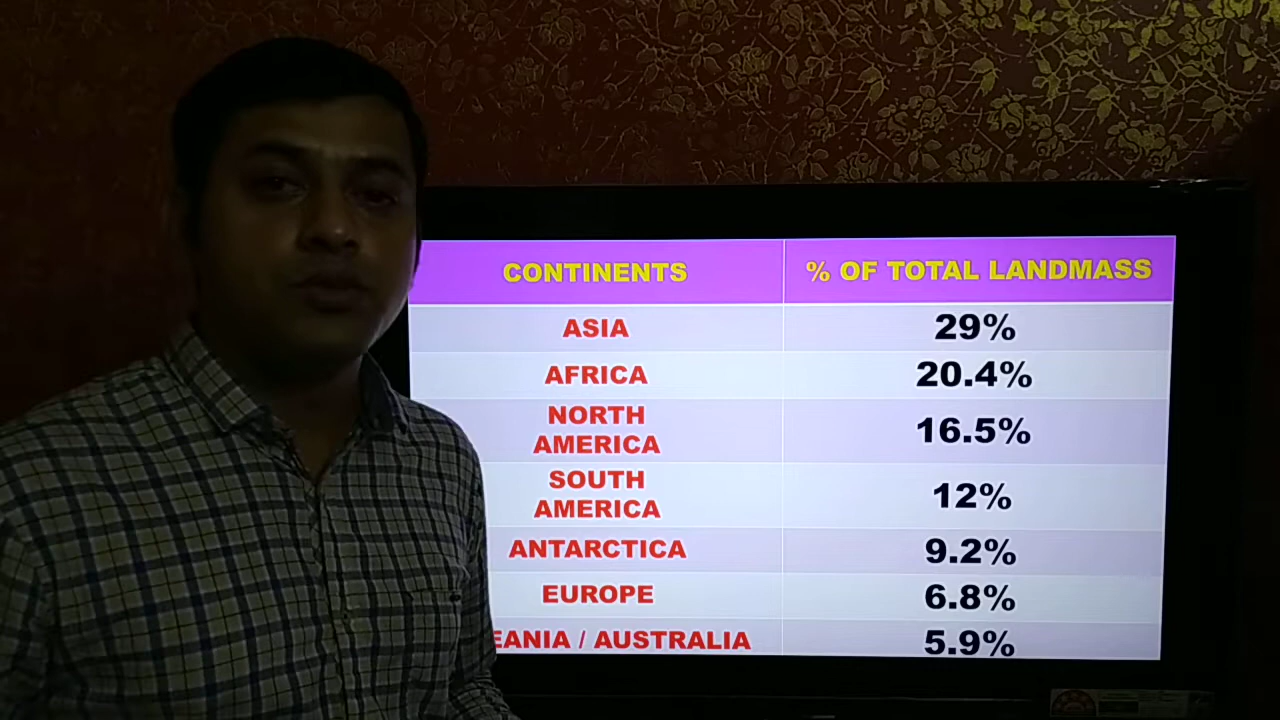 CONTINENTS
% OF TOTAL LANDMASS
ASIA
29%
AFRICA
20.4%
NORTH
AMERICA
16.5%
SOUTH
AMERICA
12%
ANTARCTICA
9.2%
EUROPE
6.8%
EANIA / AUSTRALIA
5.9%